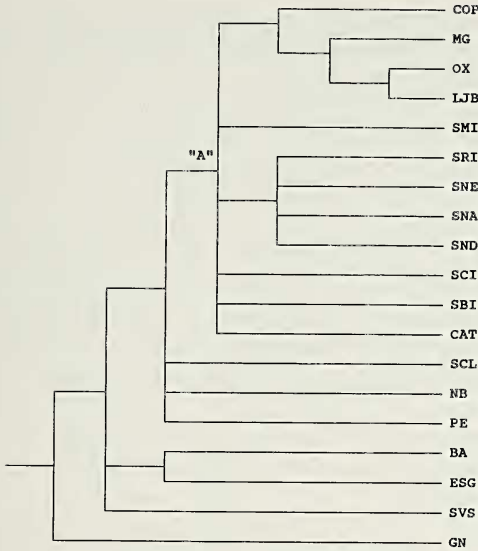 COP
MG
OX
LJB
SMI
"A"
SRI
SNE
SNA
SND
SCI
SBI
CAT
SCL
NB
PE
BA
ESG
SVS
GN